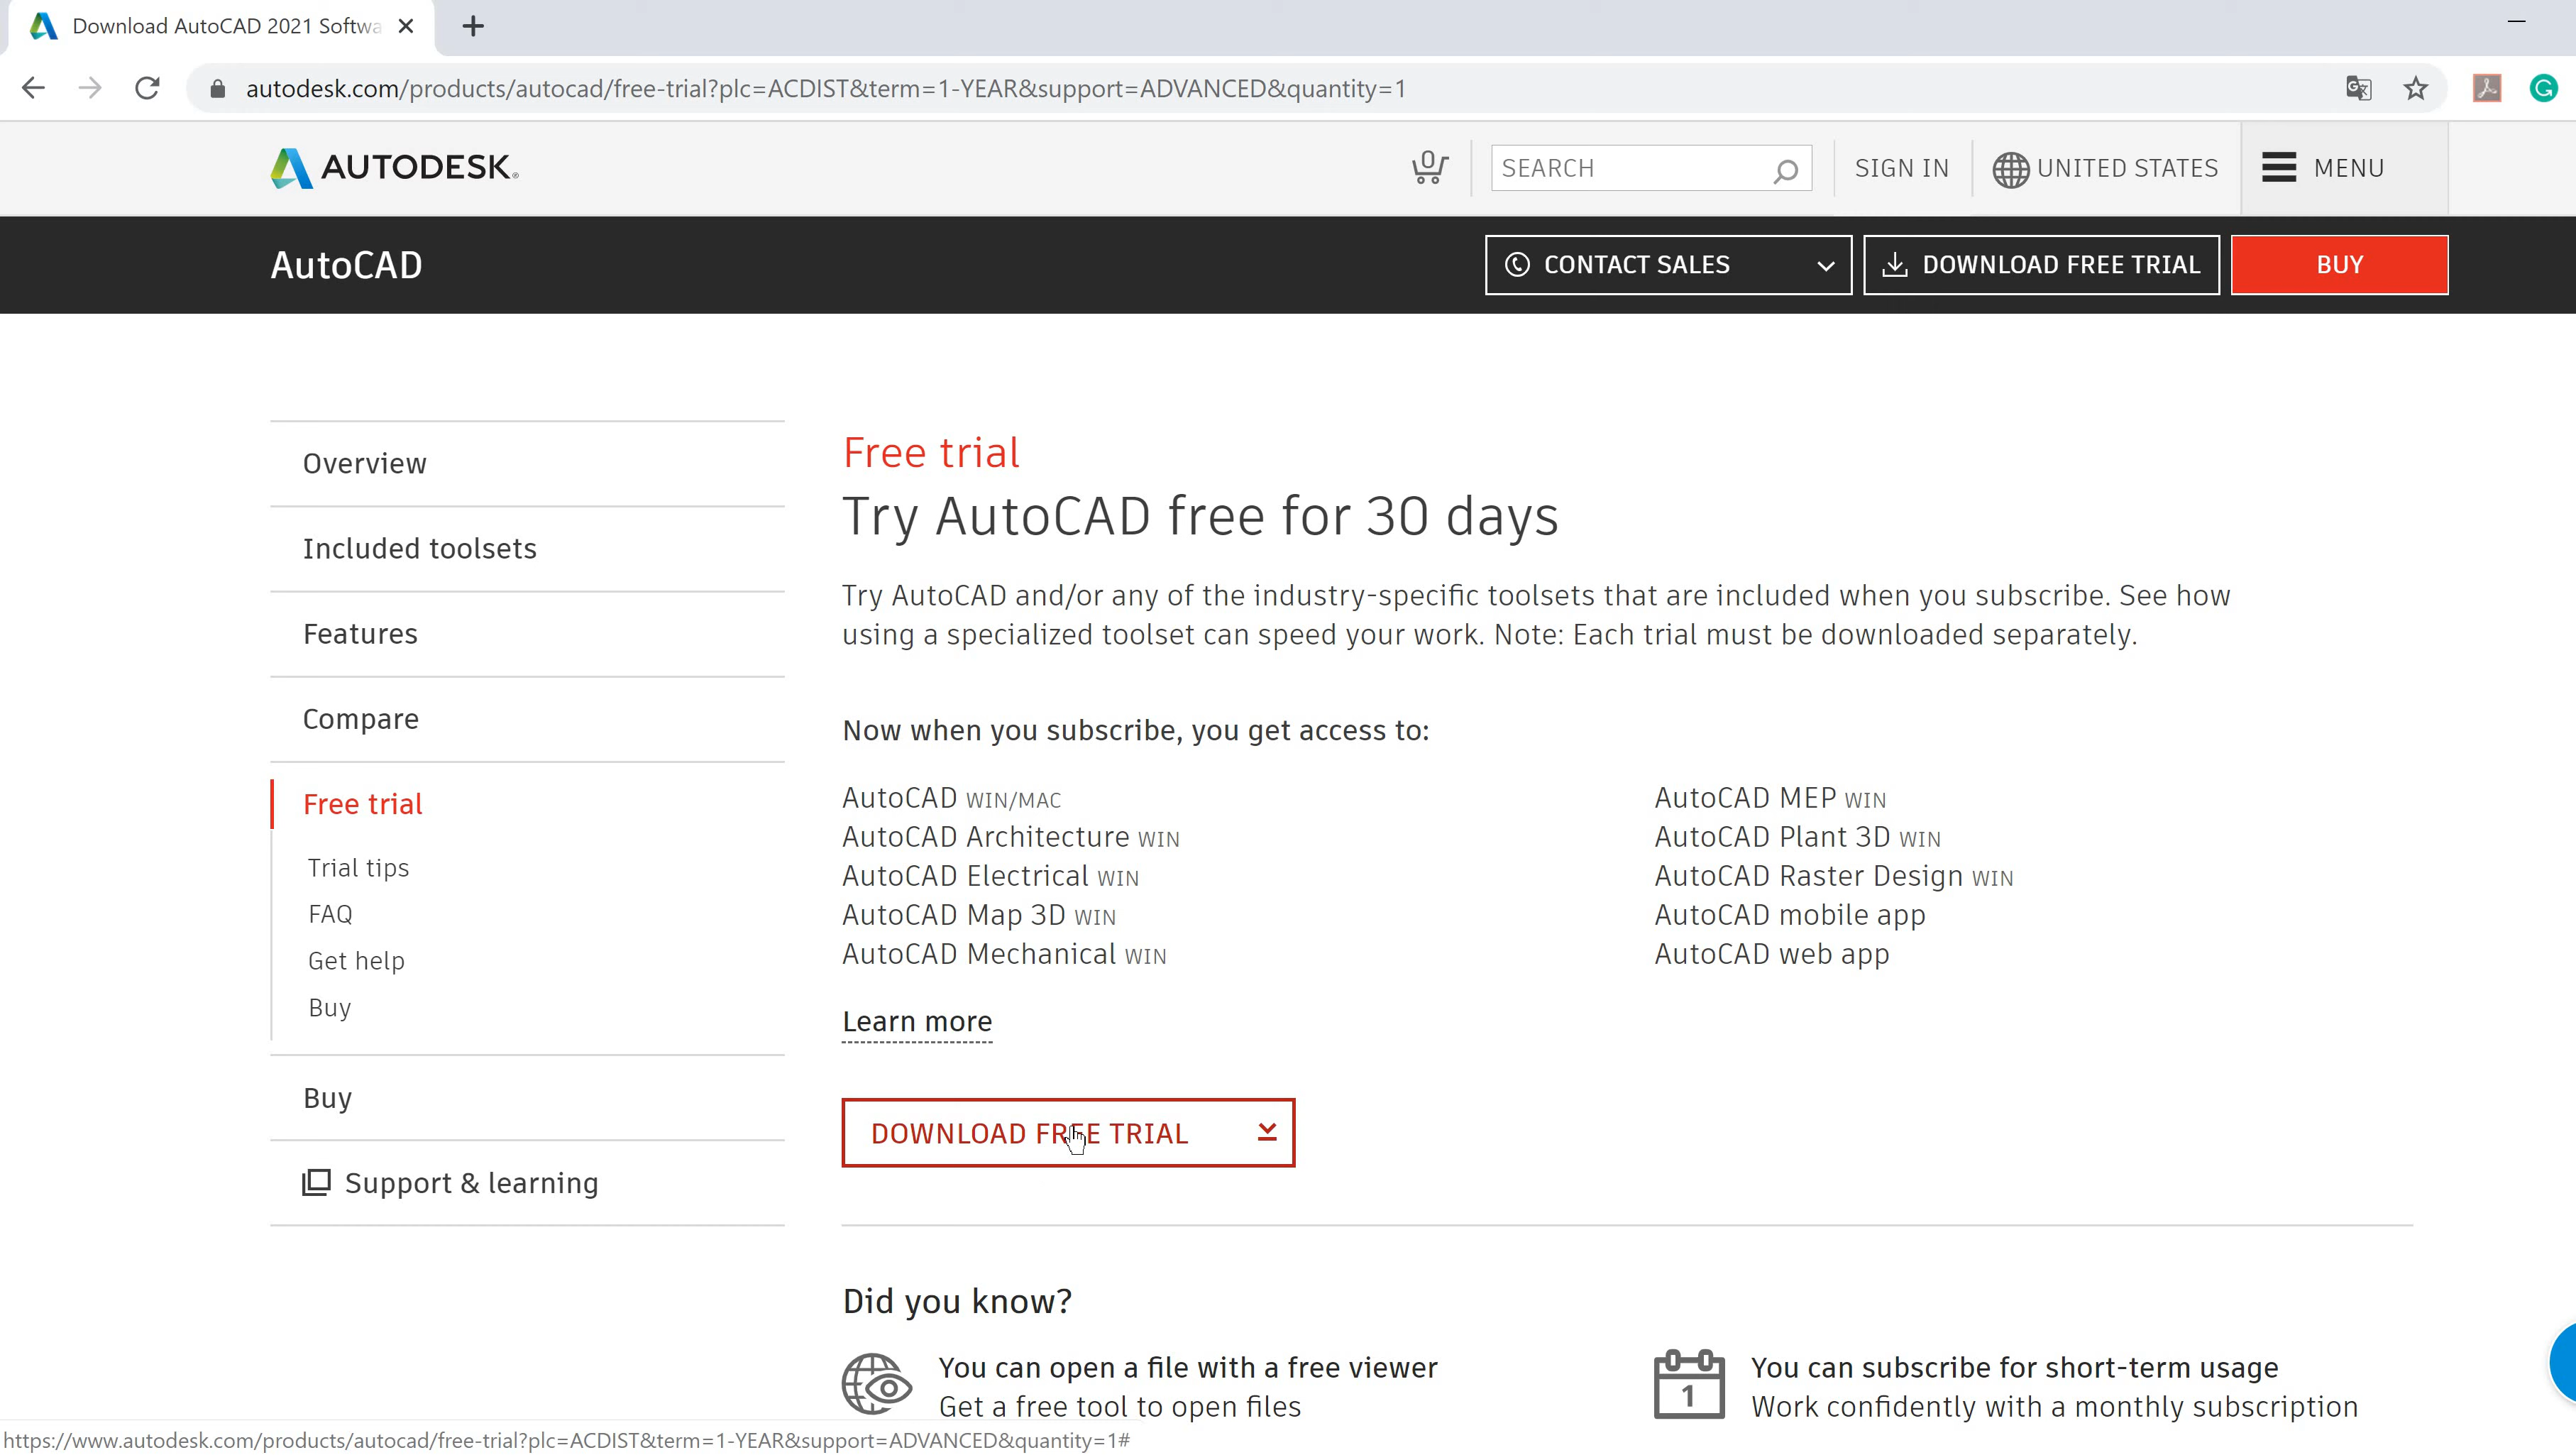 Download AutoCAD 2021 Softwa
autodesk.com/products/autocad/free-trial?plc=ACDIST&term=1-YEAR&support=ADVANCED&quantity=1
AUTODESK®
0
SEARCH
SIGN IN
UNITED STATES
MENU
AutoCAD
CONTACT SALES
DOWNLOAD FREE TRIAL
BUY
Overview
Included toolsets
Features
Compare
Free trial
Trial tips
FAQ
Get help
Buy
Buy
Support & learning
Free trial
Try AutoCAD free for 30 days
Try AutoCAD and/or any of the industry-specific toolsets that are included when you subscribe. See how
using a specialized toolset can speed your work. Note: Each trial must be downloaded separately.
Now when you subscribe, you get access to:
AutoCAD WIN/MAC
AutoCAD Architecture WIN
AutoCAD Electrical WIN
AutoCAD Map 3D WIN
AutoCAD Mechanical WIN
AutoCAD MEP WIN
AutoCAD Plant 3D WIN
AutoCAD Raster Design WIN
AutoCAD mobile app
AutoCAD web app
Learn more
DOWNLOAD FREE TRIAL
Did you know?
You can open a file with a free viewer
Get a free tool to open files
1
You can subscribe for short-term usage
Work confidently with a monthly subscription
https://www.autodesk.com/products/autocad/free-trial?plc=ACDIST&term=1-YEAR&support=ADVANCED&quantity=1#